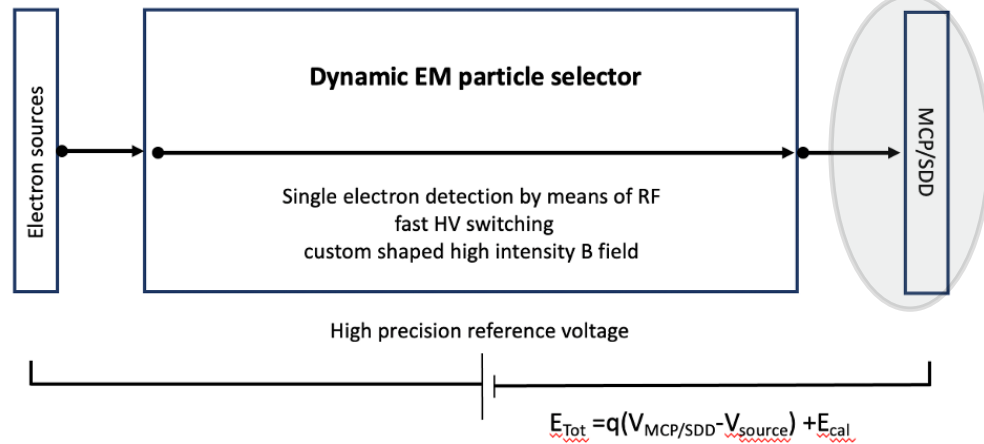 Electron sources
Dynamic EM particle selector
Single electron detection by means of RF
fast HV switching
custom shaped high intensity B field
MCP/SDD
High precision reference voltage
E_Tot =q(V_MCP/SDD-V_source) +E_cal